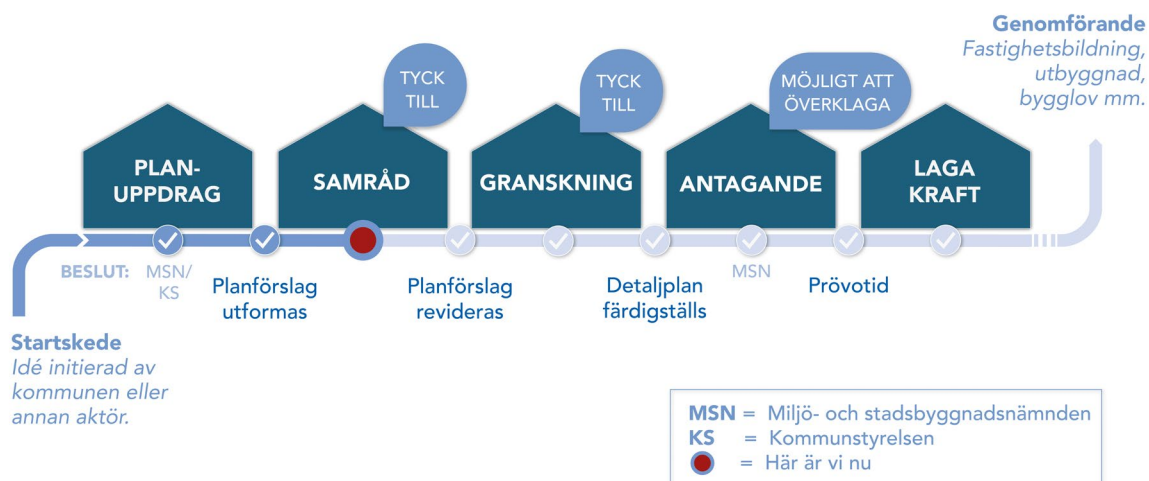 Genomförande
Fastighetsbildning,
utbyggnad,
bygglov mm.
TYCK
TILL
TYCK
TILL
MÖJLIGT ATT
ÖVERKLAGA
PLAN-
UPPDRAG
SAMRÅD
GRANSKNING
ANTAGANDE
LAGA
KRAFT
BESLUT:
MSN/
KS
Planförslag
utformas
Planförslag
revideras
Detaljplan
färdigställs
MSN
Prövotid
Startskede
Idé initierad av
kommunen eller
annan aktör.
MSN = Miljö- och stadsbyggnadsnämnden
KS = Kommunstyrelsen
= Här är vi nu